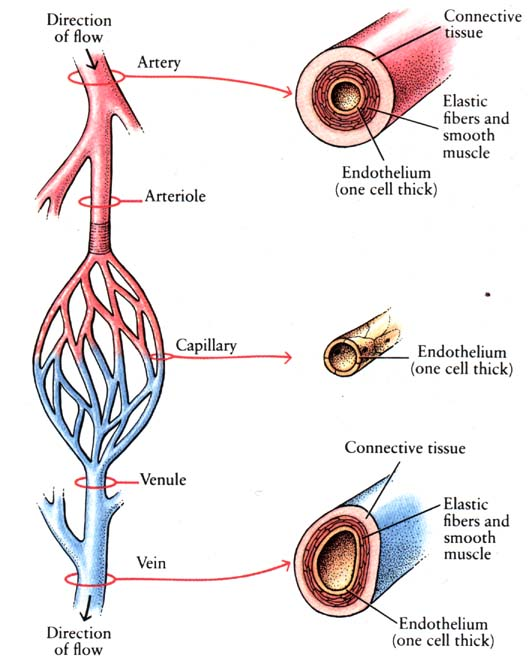 Direction
of flow
Artery
Connective
tissue
Elastic
fibers and
smooth
muscle
Endothelium
(one cell thick)
Arteriole
Capillary
Endothelium
(one cell thick)
Connective tissue
Venule
Elastic
fibers and
smooth
muscle
Vein
Endothelium
(one cell thick)
Direction
of flow